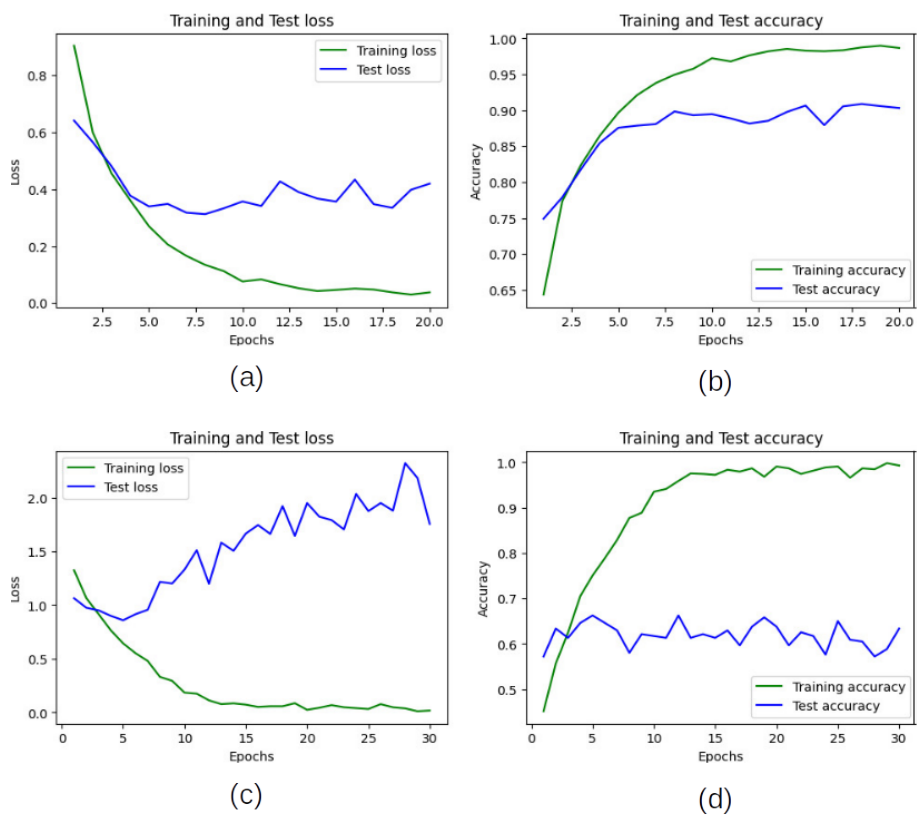 Training and Test loss
Training loss
Test loss
0.8
0.6
0.4
0.2
0.0
Loss
2.5 5.0 7.5 10.0 12.5 15.0 17.5 20.0
Epochs
(a)
Training and Test accuracy
1.00
0.95
0.90
0.85
0.80
0.75
0.70
0.65
Accuracy
Training accuracy
Test accuracy
2.5 5.0 7.5 10.0 12.5 15.0 17.5 20.0
Epochs
(b)
Training and Test loss
Training loss
Test loss
2.0
1.5
1.0
0.5
0.0
Loss
0 5 10 15 20 25 30
Epochs
(c)
Training and Test accuracy
1.0
0.9
0.8
0.7
0.6
0.5
Accuracy
Training accuracy
Test accuracy
0 5 10 15 20 25 30
Epochs
(d)